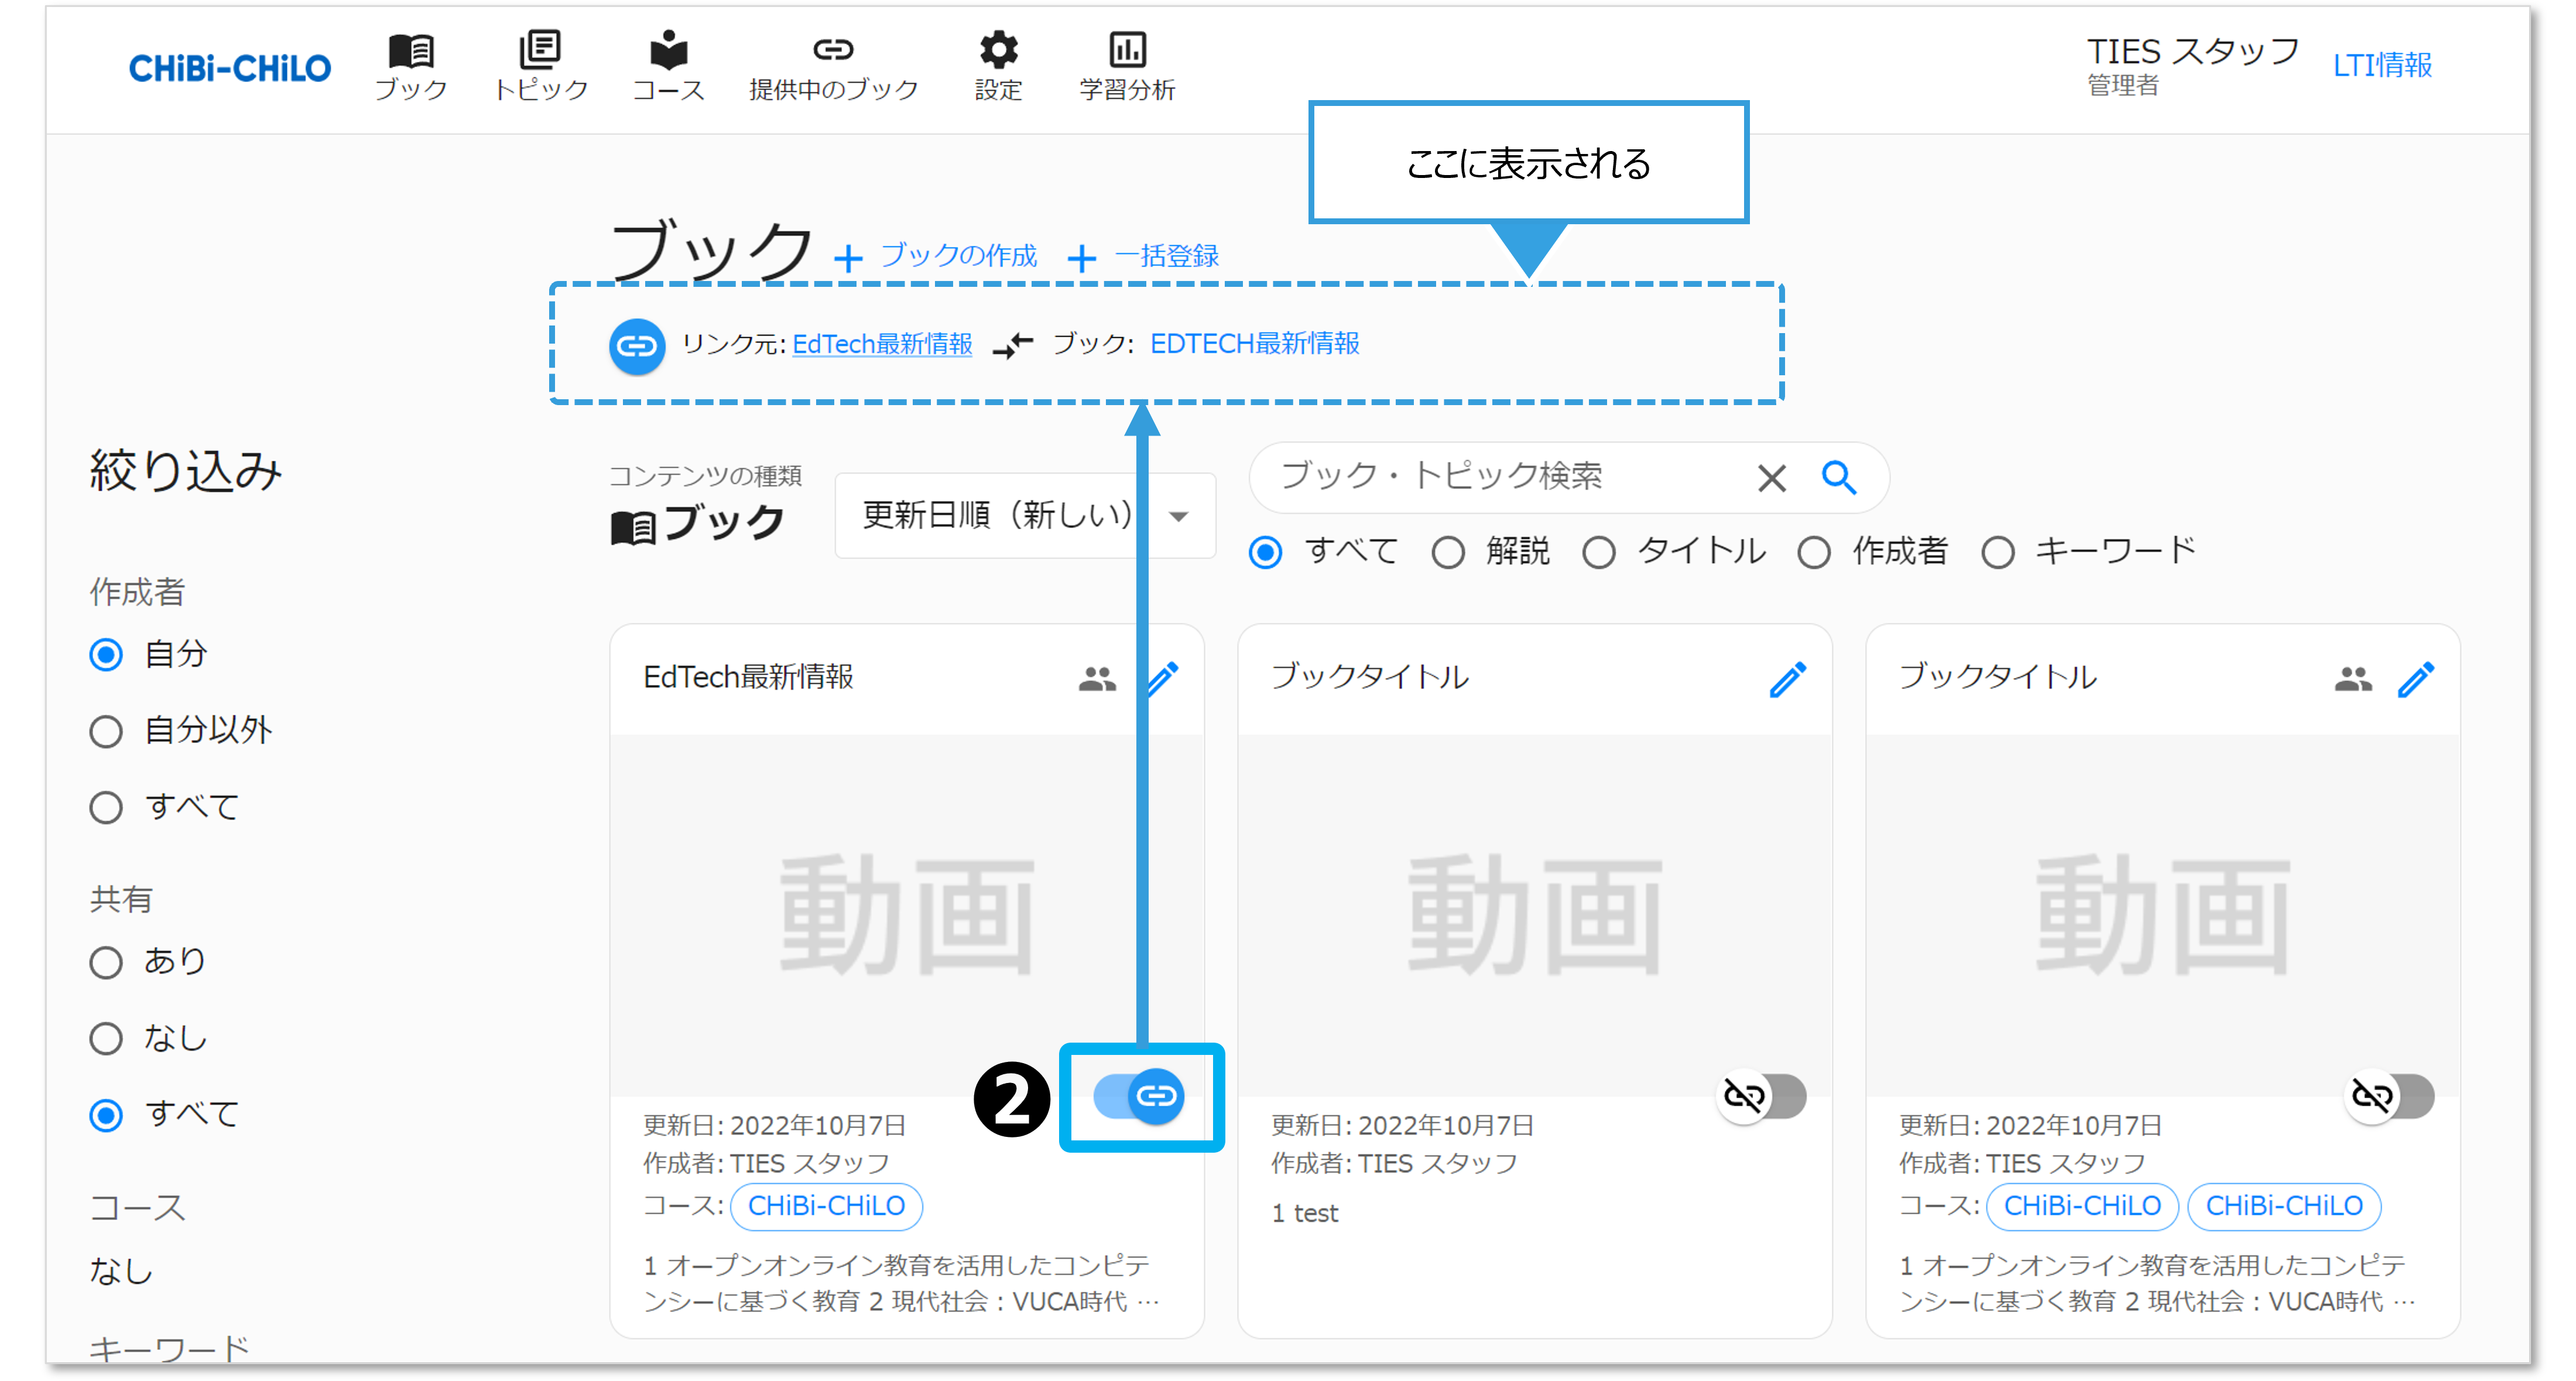 CHiBi-CHiLO
ブック
トピック
コース
提供中のブック
設定
学習分析
TIES スタッフ
管理者
LTI情報
ここに表示される
ブック
+ ブックの作成
+ 一括登録
リンク元: EdTech最新情報
ブック: EDTECH最新情報
絞り込み
作成者
自分
自分以外
すべて
共有
あり
なし
すべて
コース
なし
キーワード
コンテンツの種類
ブック
更新日順（新しい）
ブック・トピック検索
すべて
解説
タイトル
作成者
キーワード
EdTech最新情報
動画
2
更新日: 2022年10月7日
作成者: TIES スタッフ
コース: CHiBi-CHiLO
1 オープンオンライン教育を活用したコンピテ
ンシーに基づく教育 2 現代社会：VUCA時代 …
ブックタイトル
動画
更新日: 2022年10月7日
作成者: TIES スタッフ
1 test
ブックタイトル
動画
更新日: 2022年10月7日
作成者: TIES スタッフ
コース: CHiBi-CHiLO CHiBi-CHiLO
1 オープンオンライン教育を活用したコンピテ
ンシーに基づく教育 2 現代社会：VUCA時代 …